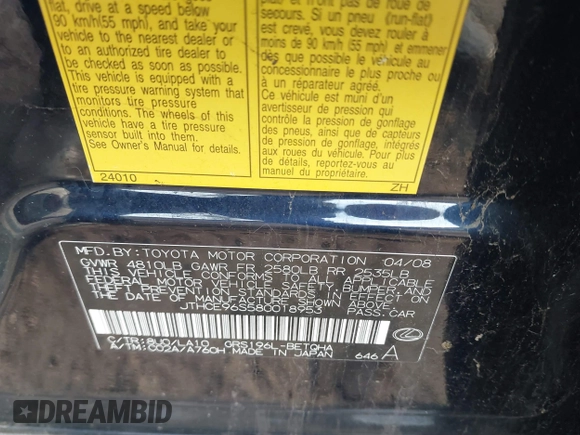 flat, drive at a speed below
90 km/h(55 mph), and take your
vehicle to the nearest dealer or
to an authorized tire dealer to
be checked as soon as possible.
This vehicle is equipped with a
tire pressure warning system that
monitors tire pressure
conditions. The wheels of this
vehicle have a tire pressure
sensor built into them.
See Owner's Manual for details.
24010
et n'ont pas de roue de
secours. Si un pneu (run-flat)
est crevé, vous devez rouler à
moins de 90 km/h (55 mph) et emmener
le véhicule chez le
concessionnaire le plus proche ou
à un réparateur agréé.
Ce véhicule est muni d'un
avertisseur de pression qui
contrôle la pression de gonflage
des pneus, ainsi que de capteurs
de pression de gonflage, intégrés
aux roues du véhicule. Pour plus
de détails, reportez-vous au
manuel du propriétaire.
ZH
MFD.BY:TOYOTA MOTOR CORPORATION 04/08
GVWR 4810LB GAWR FR 2580LB RR 2535LB
THIS VEHICLE CONFORMS TO ALL APPLICABLE
FEDERAL MOTOR VEHICLE SAFETY, BUMPER, AND
THEFT PREVENTION STANDARDS IN EFFECT ON
THE DATE OF MANUFACTURE SHOWN ABOVE.
JTHCE96S580018953 PASS.CAR
C/TR:8U0/LA10 GRS196L-BETQHA
A/TM:C02A/A760H MADE IN JAPAN 646 A
DREAMBID